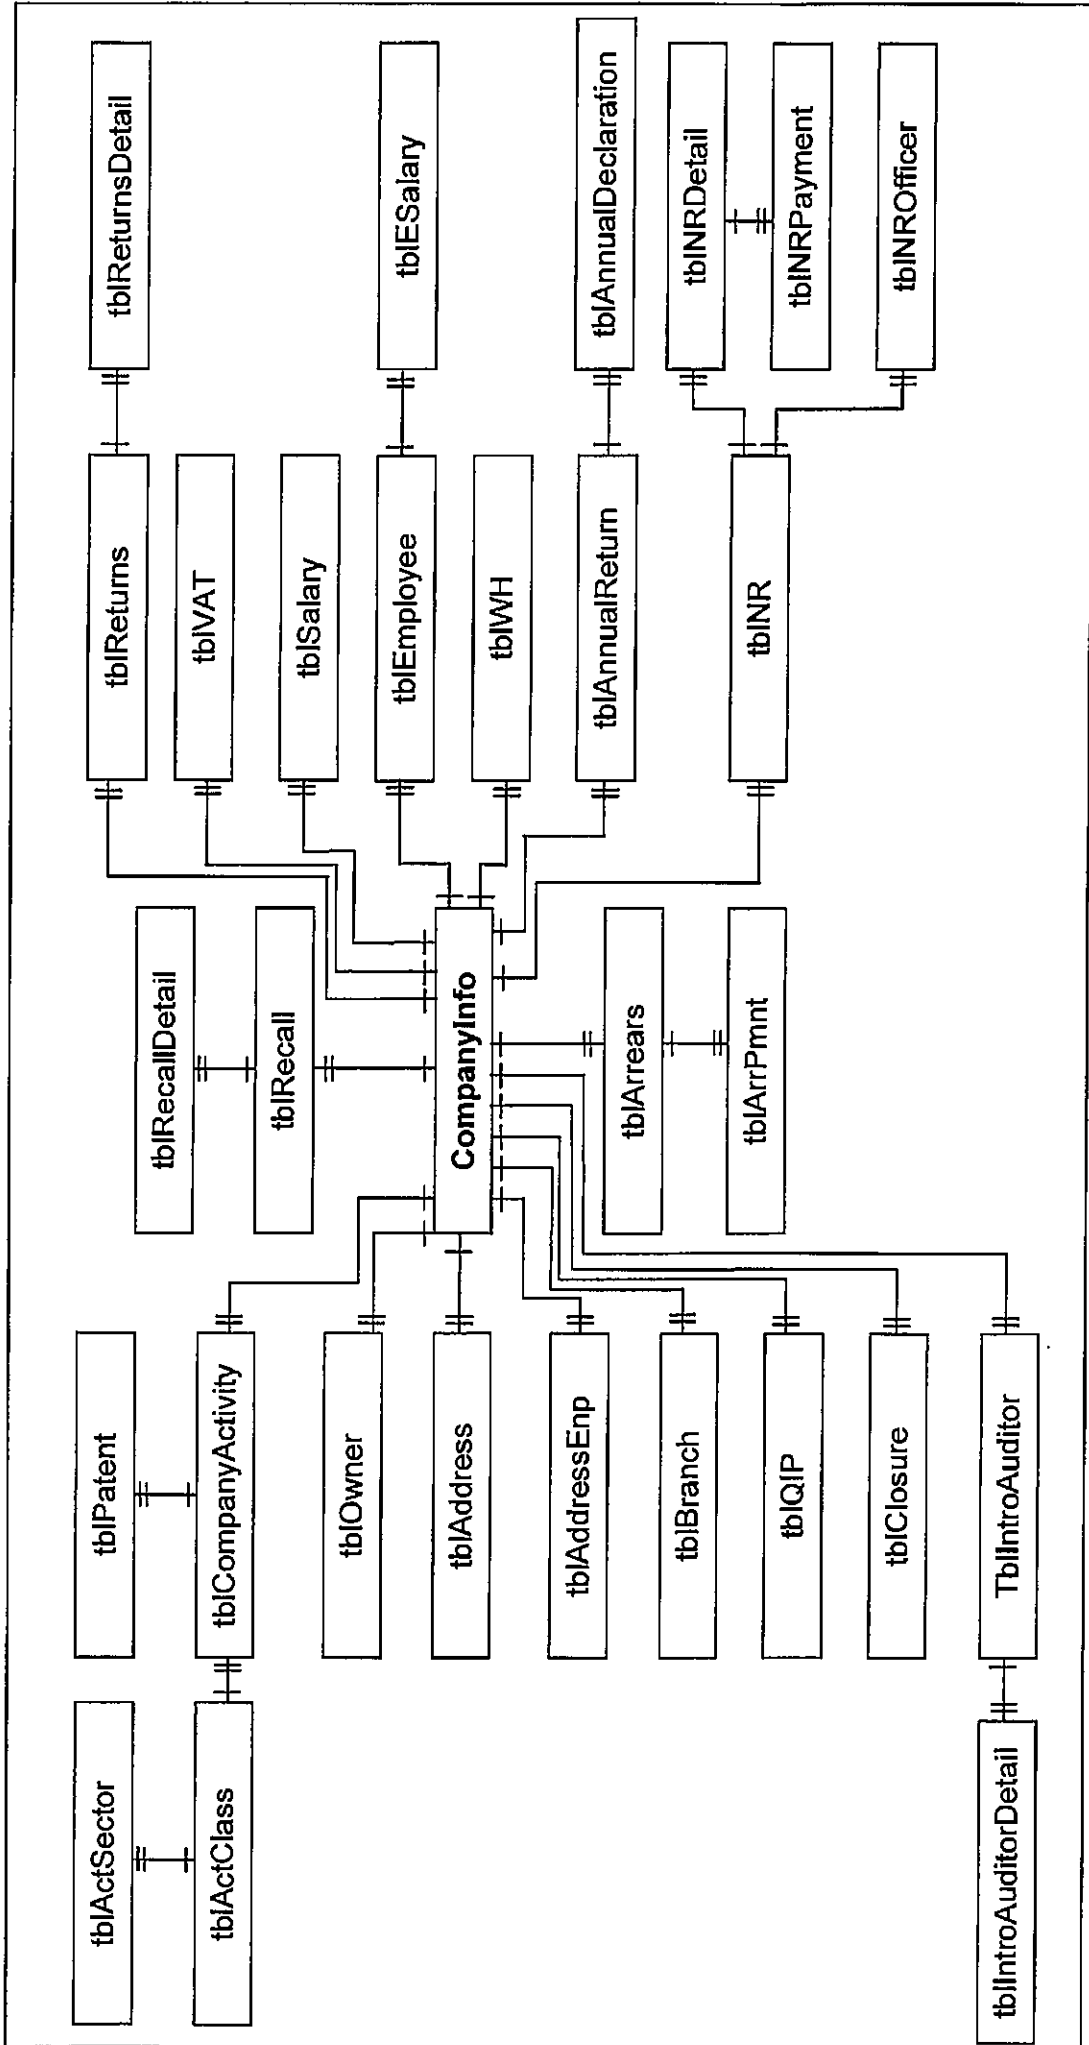 tblActSector
tblPatent
tblRecallDetail
tblReturns
tblReturnsDetail
tblActClass
tblCompanyActivity
tblRecall
tblVAT
tblOwner
tblSalary
tblAddress
CompanyInfo
tblEmployee
tblESalary
tblAddressEnp
tblWH
tblBranch
tblArrears
tblAnnualReturn
tblAnnualDeclaration
tblQIP
tblArrPmnt
tblNR
tblNRDetail
tblNRPayment
tblClosure
tblNROfficer
tblIntroAuditorDetail
TblIntroAuditor